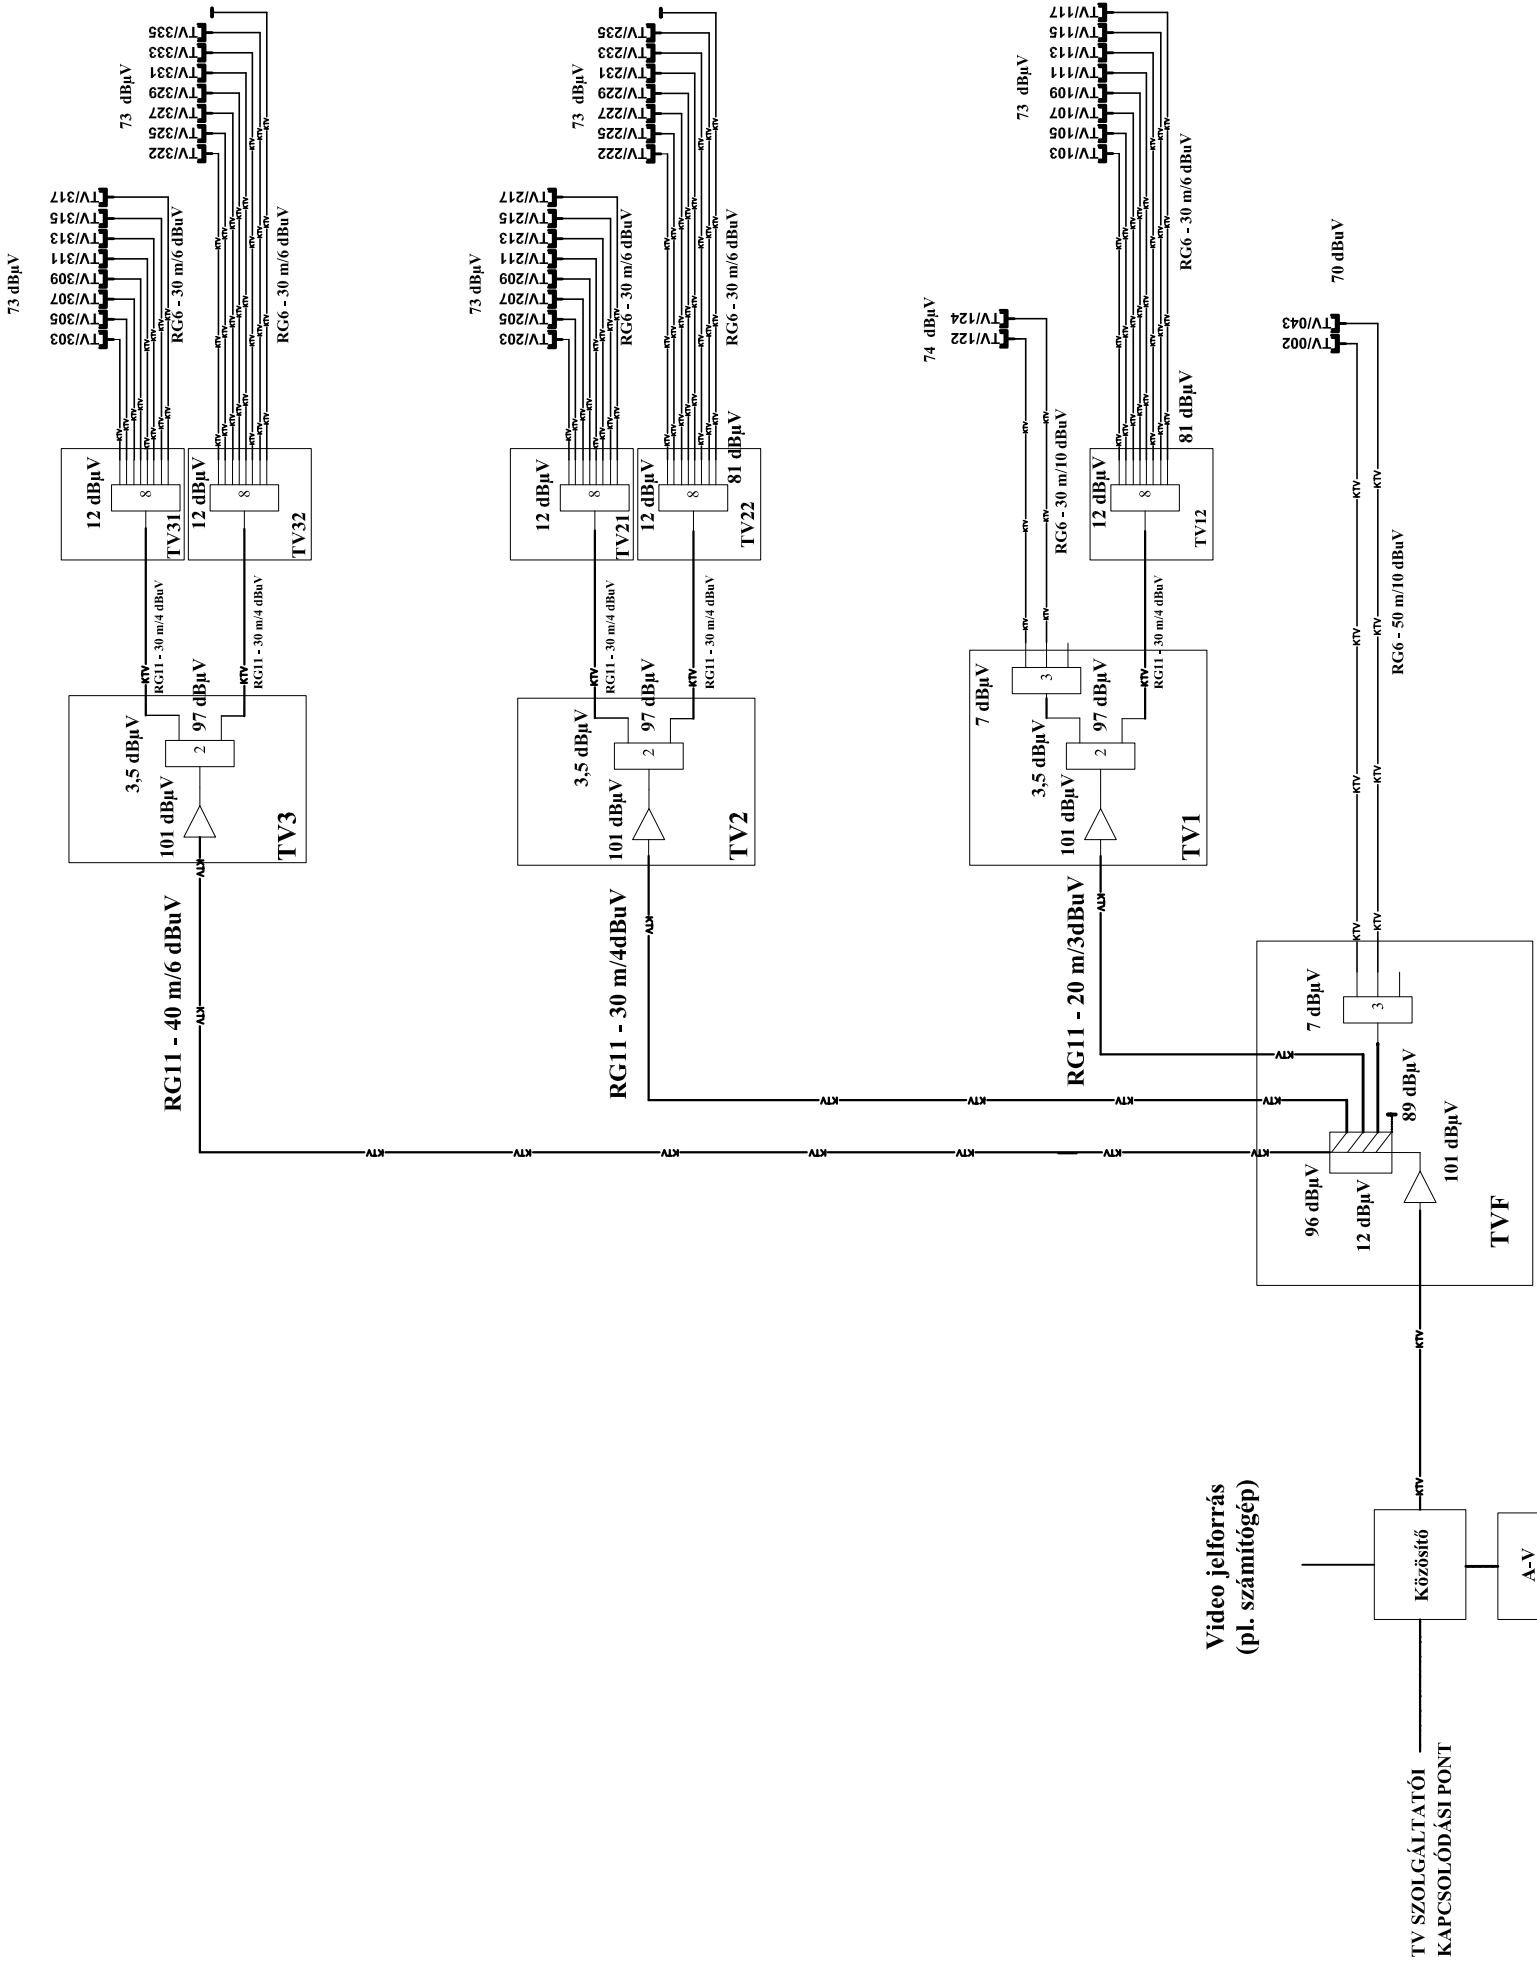 73 dBµV
TV/303
TV/305
TV/307
TV/309
TV/311
TV/313
TV/315
TV/317
73 dBµV
TV/322
TV/325
TV/327
TV/329
TV/331
TV/333
TV/335
RG6 - 30 m/6 dBuV
RG6 - 30 m/6 dBuV
12 dBµV
8
TV31
12 dBµV
8
TV32
RG11 - 30 m/4 dBuV
RG11 - 30 m/4 dBuV
3,5 dBµV
97 dBµV
2
101 dBµV
TV3
RG11 - 40 m/6 dBuV
73 dBµV
TV/203
TV/205
TV/207
TV/209
TV/211
TV/213
TV/215
TV/217
73 dBµV
TV/222
TV/225
TV/227
TV/229
TV/231
TV/233
TV/235
RG6 - 30 m/6 dBuV
RG6 - 30 m/6 dBuV
12 dBµV
8
TV21
12 dBµV
8
81 dBµV
TV22
RG11 - 30 m/4 dBuV
RG11 - 30 m/4 dBuV
3,5 dBµV
97 dBµV
2
101 dBµV
TV2
RG11 - 30 m/4dBuV
74 dBµV
TV/122
TV/124
RG6 - 30 m/10 dBuV
73 dBµV
TV/103
TV/105
TV/107
TV/109
TV/111
TV/113
TV/115
TV/117
RG6 - 30 m/6 dBuV
81 dBµV
12 dBµV
8
TV12
RG11 - 30 m/4 dBuV
7 dBµV
3
3,5 dBµV
97 dBµV
2
101 dBµV
TV1
RG11 - 20 m/3dBuV
70 dBuV
TV/002
TV/043
RG6 - 50 m/10 dBuV
7 dBµV
3
89 dBµV
96 dBµV
12 dBµV
101 dBµV
TVF
KTV
Video jelforrás
(pl. számítógép)
Közösítő
A-V
TV SZOLGÁLTATÓI
KAPCSOLÓDÁSI PONT